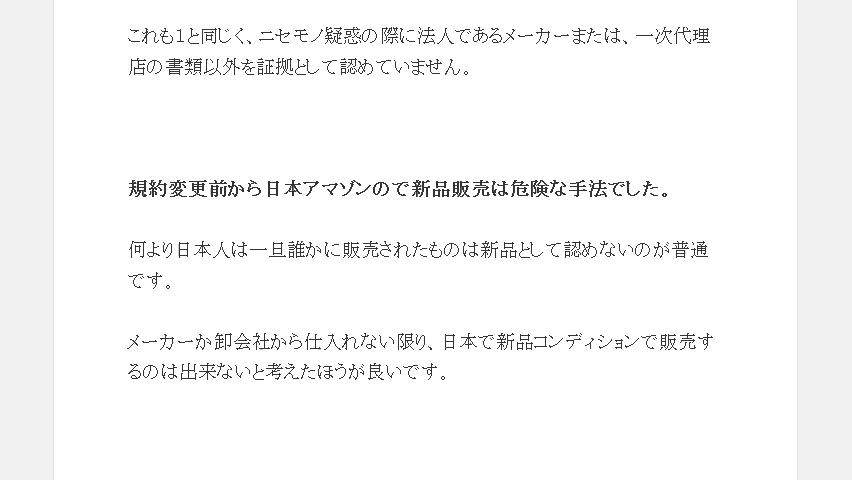 これも1と同じく、ニセモノ疑惑の際に法人であるメーカーまたは、一次代理
店の書類以外を証拠として認めていません。
規約変更前から日本アマゾンので新品販売は危険な手法でした。
何より日本人は一旦誰かに販売されたものは新品として認めないのが普通
です。
メーカーか卸会社から仕入れない限り、日本で新品コンディションで販売す
るのは出来ないと考えたほうが良いです。